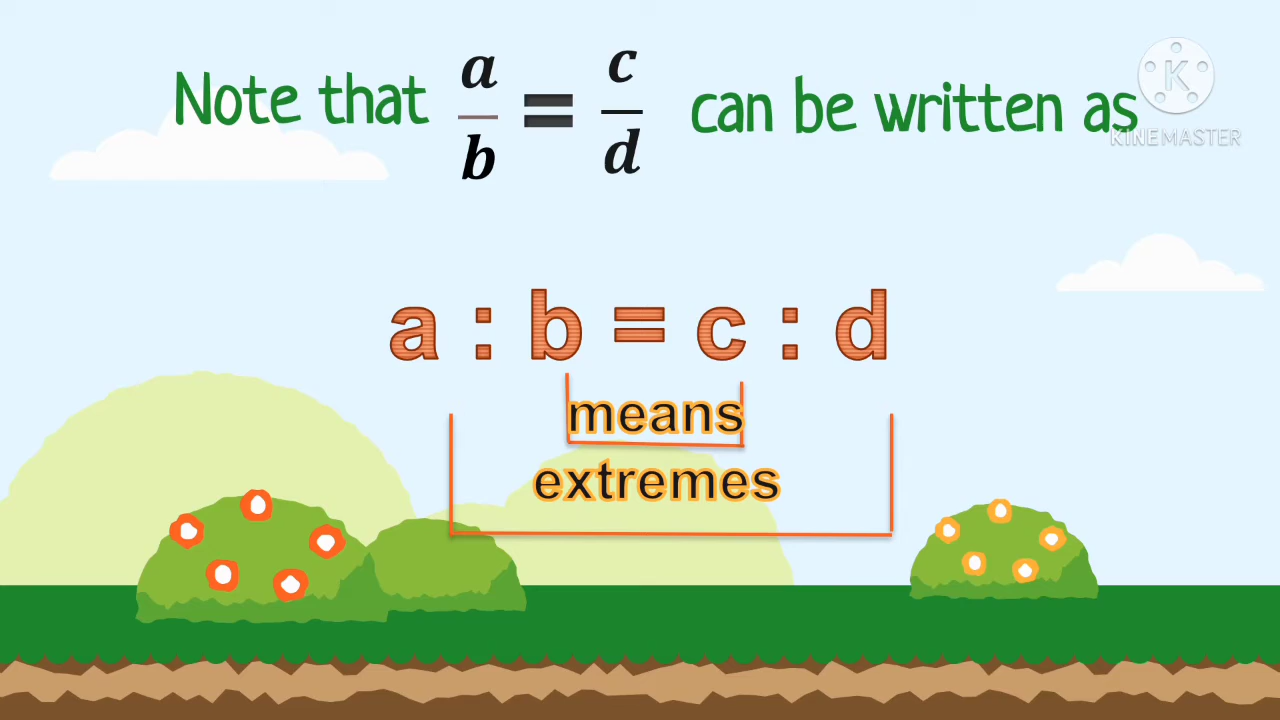 Note that a/b = c/d can be written as
K
KINEMASTER
a : b = c : d
means
extremes